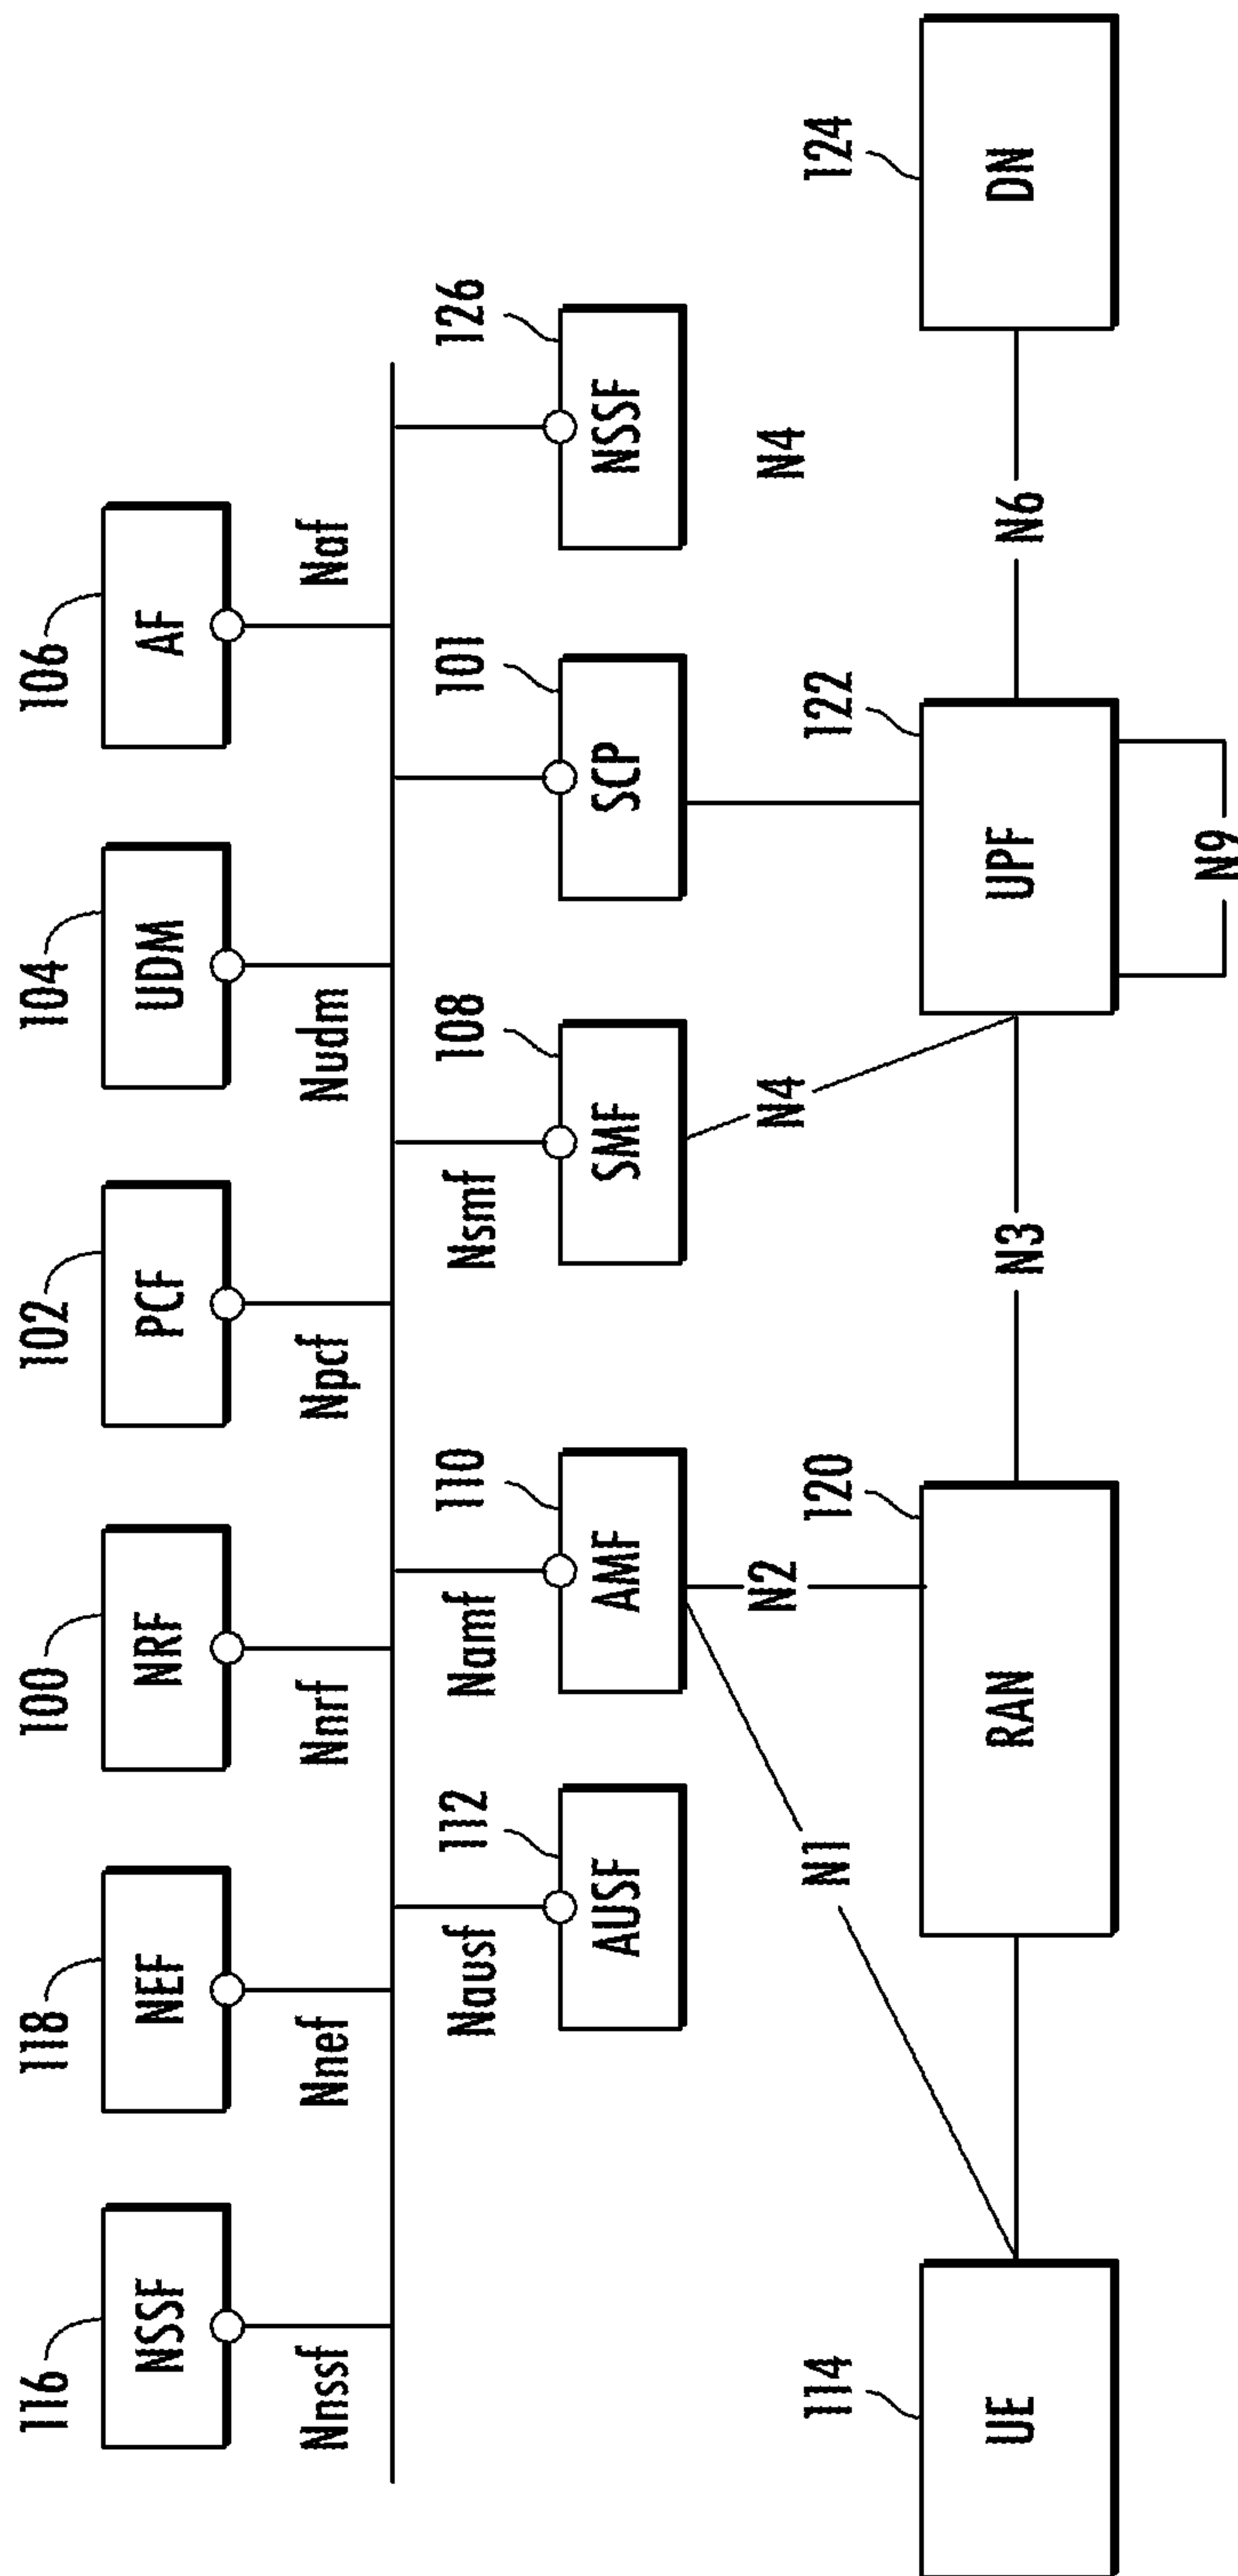 116
118
100
102
104
106
NSSF
NEF
NRF
PCF
UDM
AF
Nnssf
Nnef
Nnrf
Npcf
Nudm
Naf
Nausf
112
Namf
110
Nsmf
108
101
126
AUSF
AMF
SMF
SCP
NSSF
N1
N2
N4
N4
114
120
122
124
UE
RAN
N3
UPF
N6
DN
N9